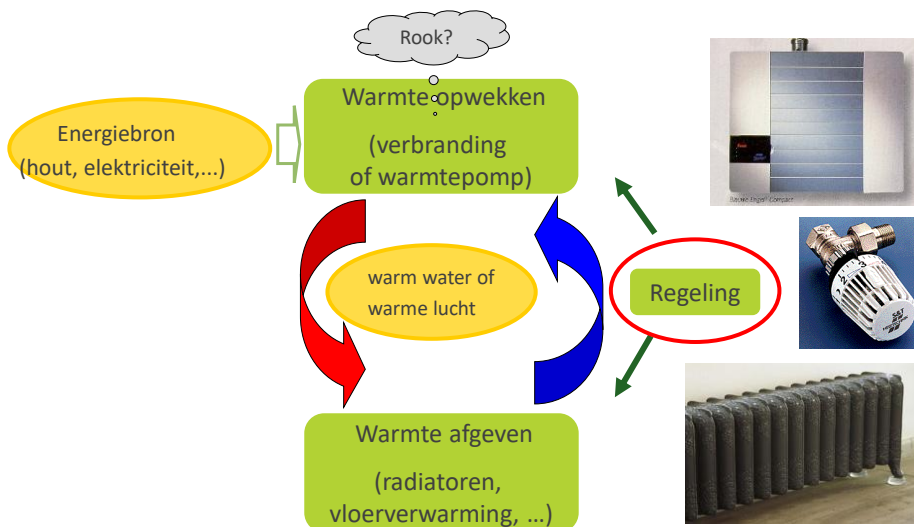 Rook?
Warmte opwekken
(verbranding
of warmtepomp)
Energiebron
(hout, elektriciteit,...)
warm water of
warme lucht
Regeling
Warmte afgeven
(radiatoren,
vloerverwarming, …)